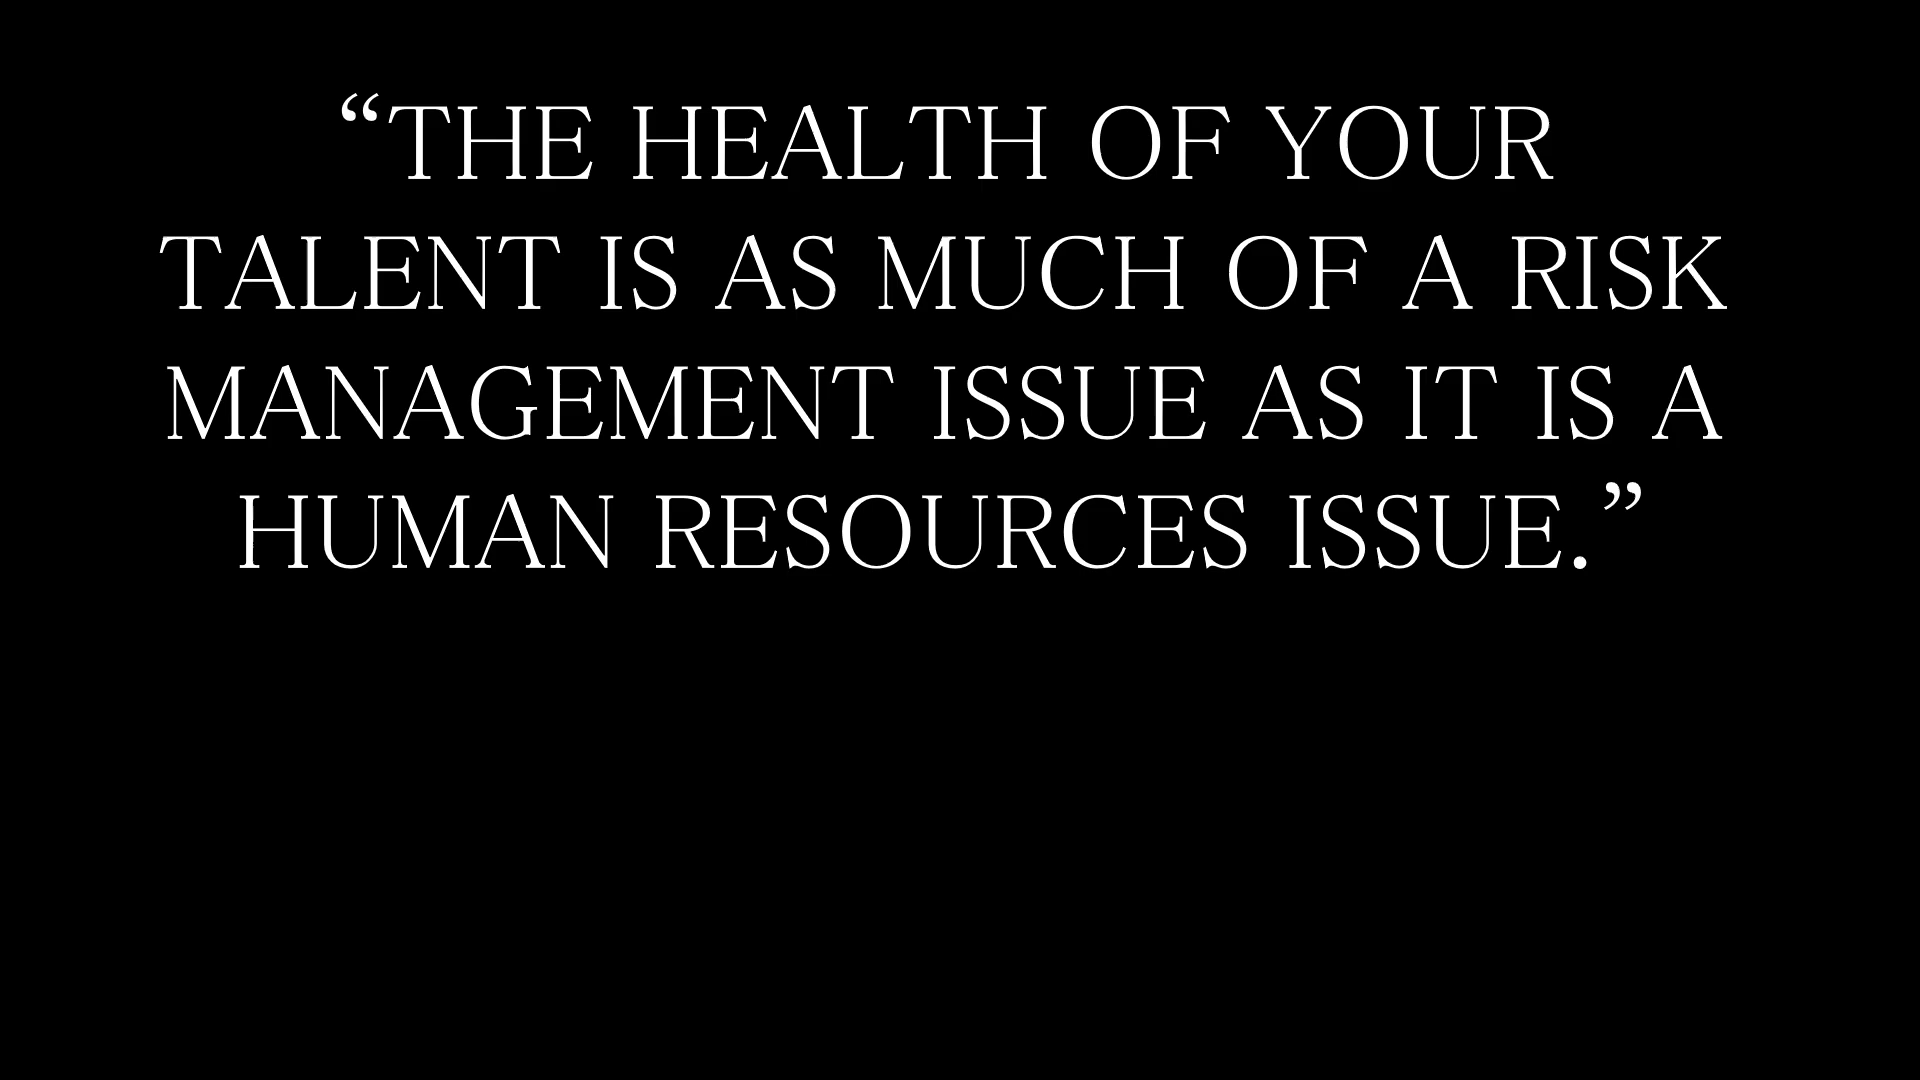 “THE HEALTH OF YOUR
TALENT IS AS MUCH OF A RISK
MANAGEMENT ISSUE AS IT IS A
HUMAN RESOURCES ISSUE.”